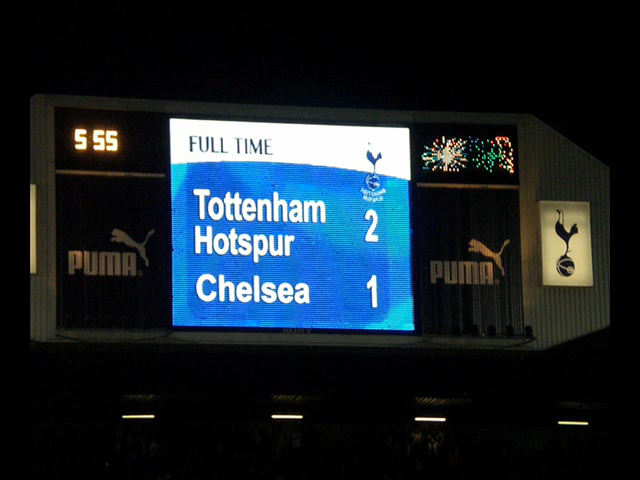 5 55
FULL TIME
Tottenham
Hotspur
2
Chelsea
1
PUMA
PUMA